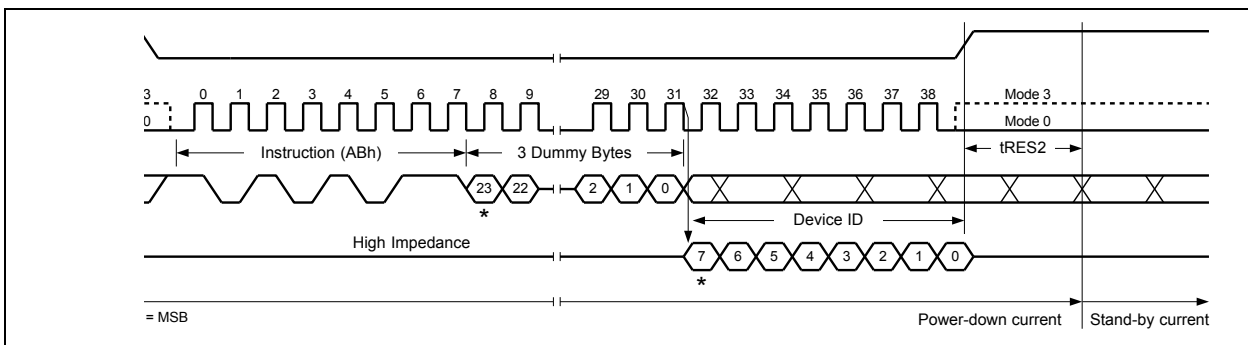 3 0 1 2 3 4 5 6 7 8 9 29 30 31 32 33 34 35 36 37 38 Mode 3
0 Mode 0
Instruction (ABh) 3 Dummy Bytes tRES2
23 22 2 1 0
*
Device ID
High Impedance
7 6 5 4 3 2 1 0
*
= MSB Power-down current Stand-by current